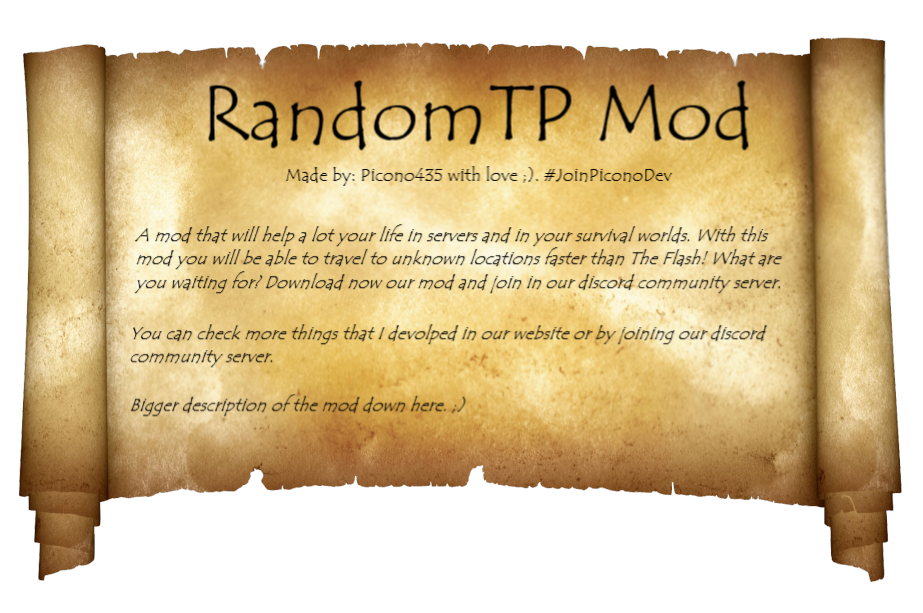 RandomTP Mod
Made by: Picono435 with love ;). #JoinPiconoDev
A mod that will help a lot your life in servers and in your survival worlds. With this
mod you will be able to travel to unknown locations faster than The Flash! What are
you waiting for? Download now our mod and join in our discord community server.
You can check more things that I devolped in our website or by joining our discord
community server.
Bigger description of the mod down here. ;)